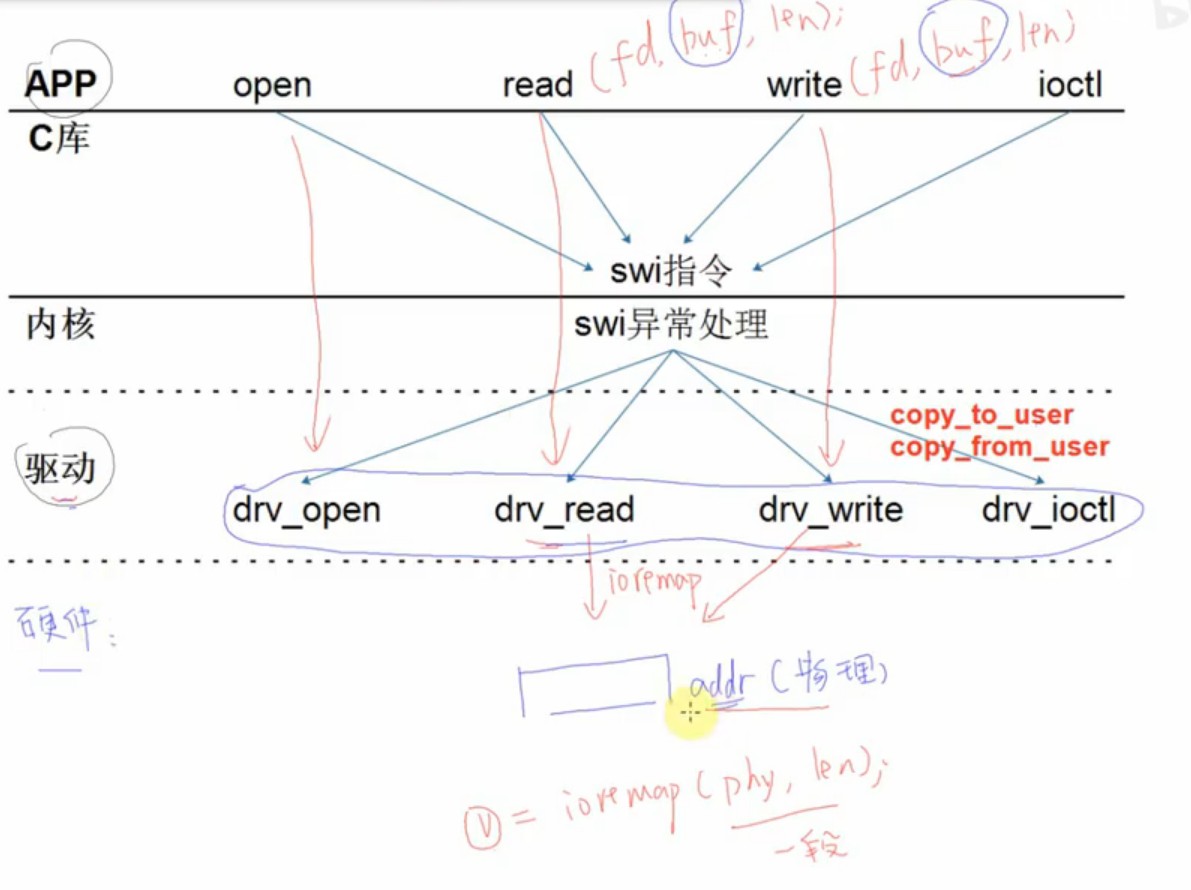 (fd, buf, len); (fd, buf, len)
APP open read write ioctl
C库
swi指令
内核 swi异常处理
copy_to_user
copy_from_user
驱动
drv_open drv_read drv_write drv_ioctl
ioremap
硬件:
addr (物理)
v = ioremap(phy, len);
一段